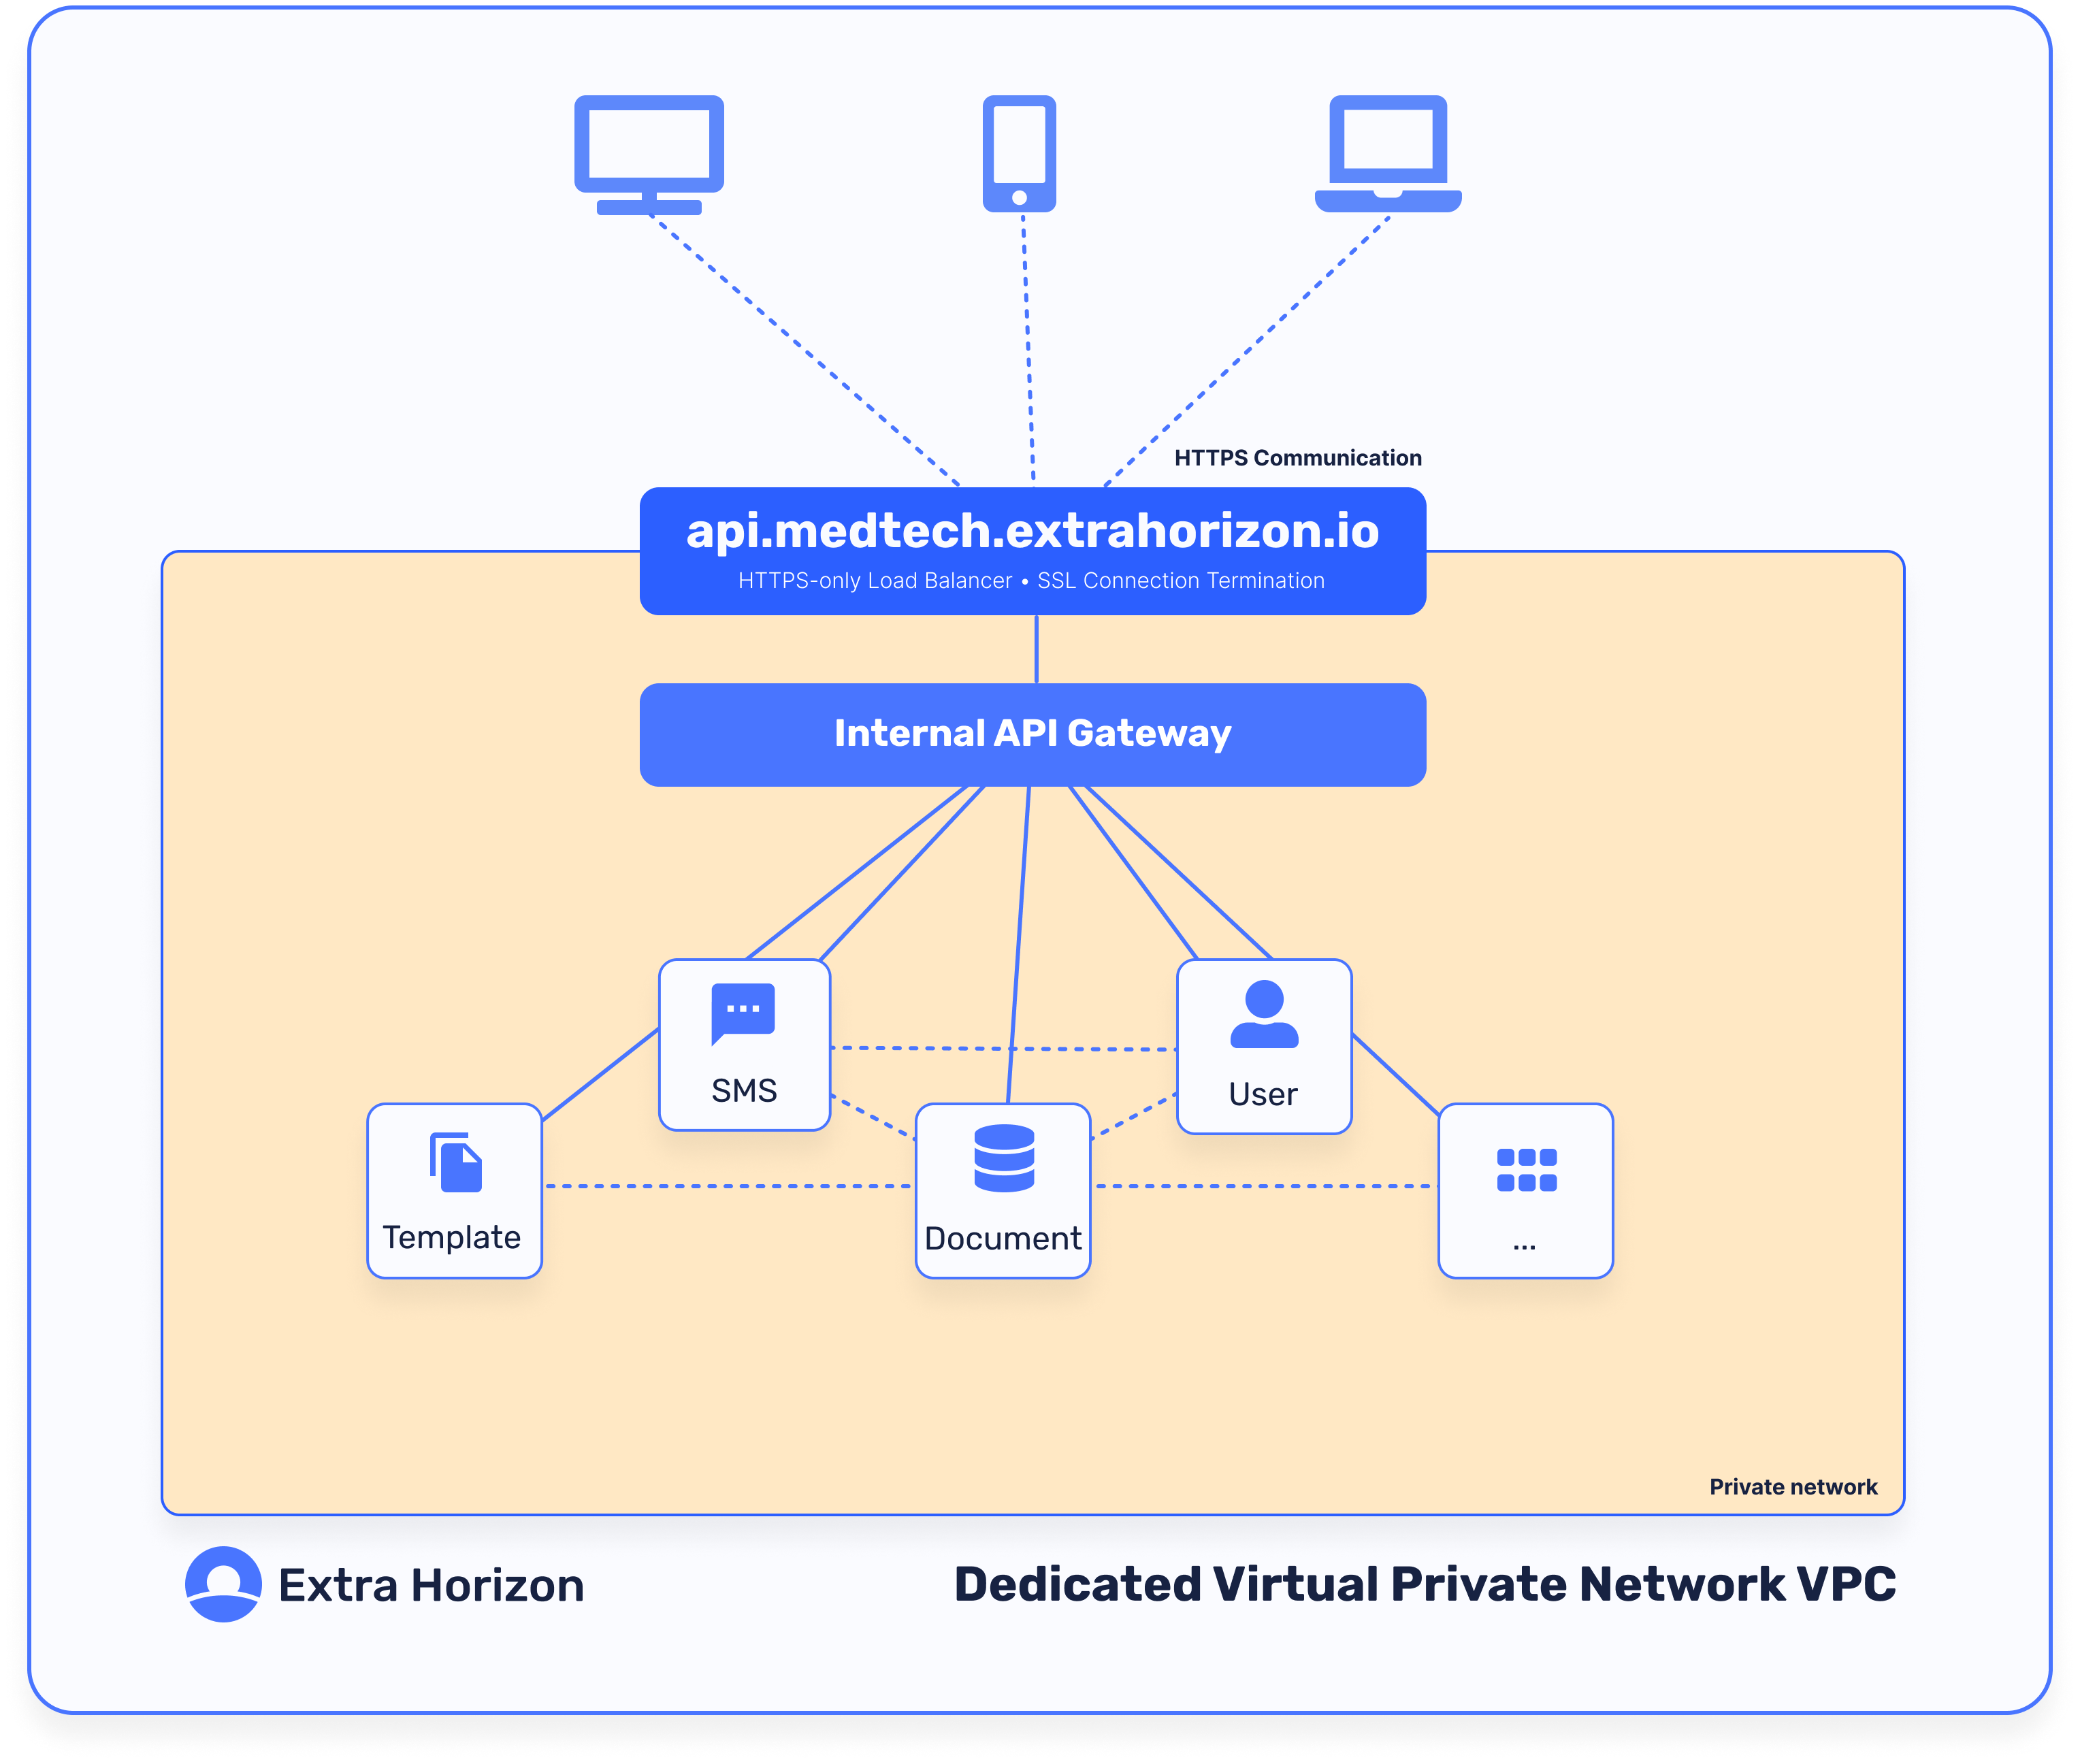 HTTPS Communication
api.medtech.extrahorizon.io
HTTPS-only Load Balancer • SSL Connection Termination
Internal API Gateway
SMS
User
Template
Document
...
Private network
Extra Horizon
Dedicated Virtual Private Network VPC